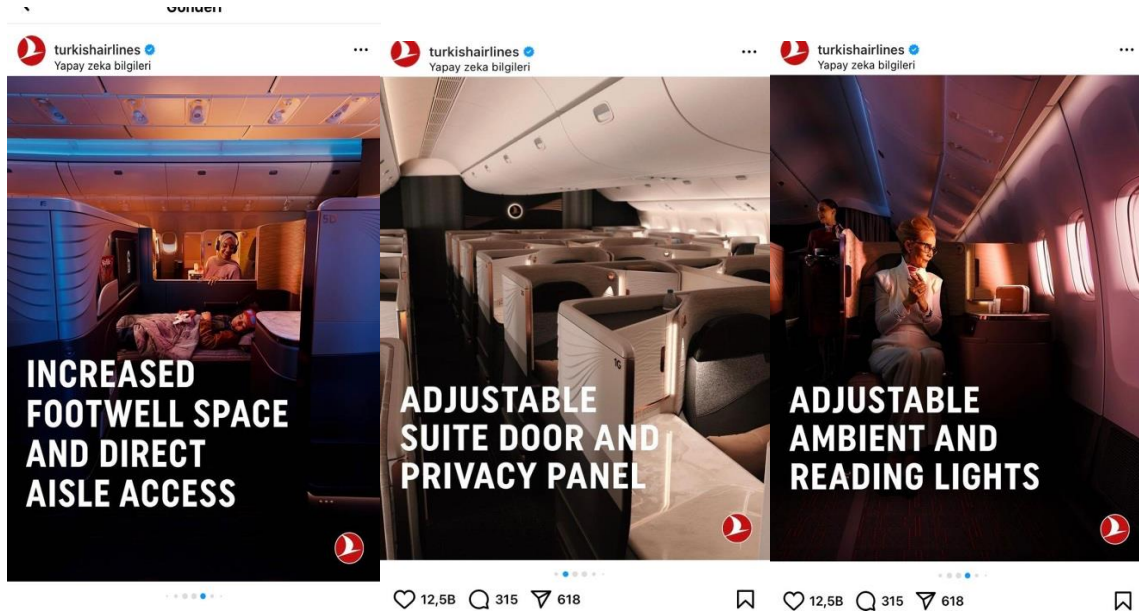 Gönderi
turkishairlines
Yapay zeka bilgileri
INCREASED
FOOTWELL SPACE
AND DIRECT
AISLE ACCESS
turkishairlines
Yapay zeka bilgileri
1G
ADJUSTABLE
SUITE DOOR AND
PRIVACY PANEL
12,5B 315 618
turkishairlines
Yapay zeka bilgileri
ADJUSTABLE
AMBIENT AND
READING LIGHTS
12,5B 315 618